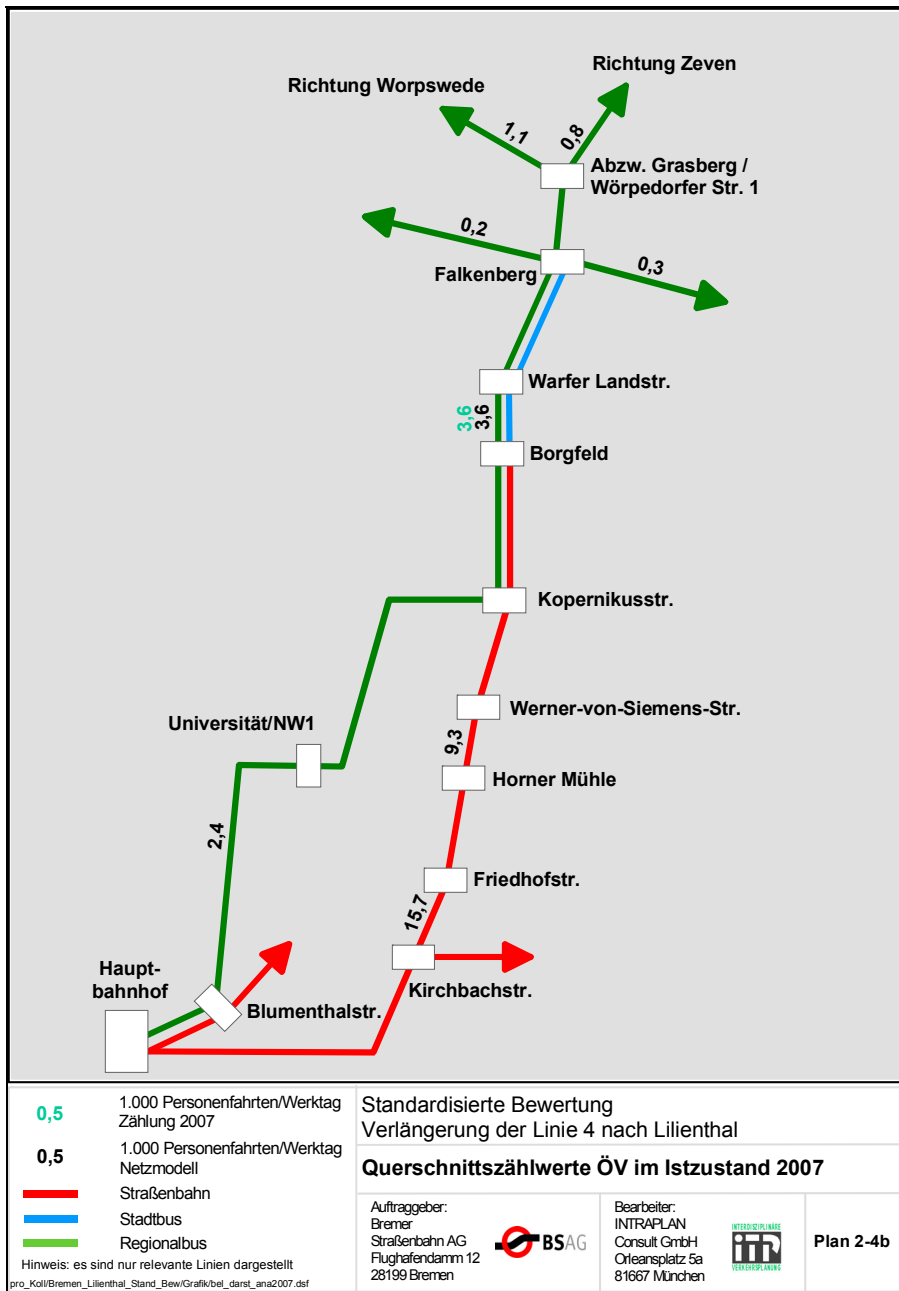 Richtung Zeven
Richtung Worpswede
1,1
0,8
Abzw. Grasberg /
Wörpedorfer Str. 1
0,2
0,3
Falkenberg
Warfer Landstr.
3,6
3,6
Borgfeld
Kopernikusstr.
Werner-von-Siemens-Str.
Universität/NW1
9,3
Horner Mühle
2,4
Friedhofstr.
15,7
Haupt-
bahnhof
Kirchbachstr.
Blumenthalstr.
0,5
1.000 Personenfahrten/Werktag
Zählung 2007
0,5
1.000 Personenfahrten/Werktag
Netzmodell
Straßenbahn
Stadtbus
Regionalbus
Hinweis: es sind nur relevante Linien dargestellt
pro_Koll/Bremen_Lilienthal_Stand_Bew/Grafik/bel_darst_ana2007.dsf
Standardisierte Bewertung
Verlängerung der Linie 4 nach Lilienthal
Querschnittszählwerte ÖV im Istzustand 2007
Auftraggeber:
Bremer
Straßenbahn AG
Flughafendamm 12
28199 Bremen
BSAG
Bearbeiter:
INTRAPLAN
Consult GmbH
Orleansplatz 5a
81667 München
INTERDISZIPLINÄRE
VERKEHRSPLANUNG
Plan 2-4b